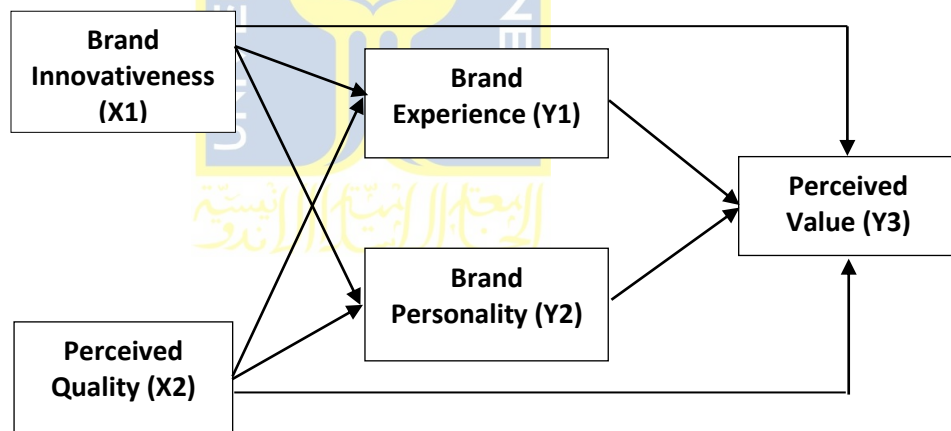 Brand
Innovativeness
(X1)
Brand
Experience (Y1)
Perceived
Value (Y3)
Brand
Personality (Y2)
Perceived
Quality (X2)